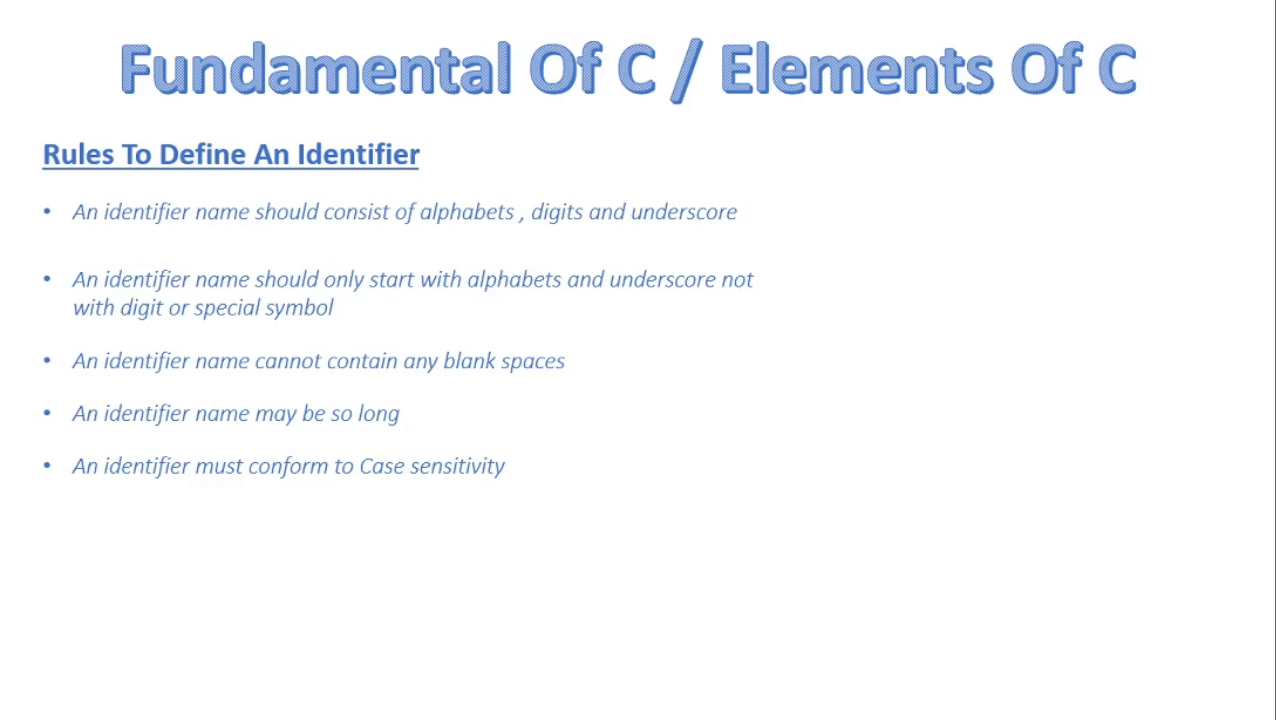 Fundamental Of C / Elements Of C
Rules To Define An Identifier
• An identifier name should consist of alphabets , digits and underscore
• An identifier name should only start with alphabets and underscore not
with digit or special symbol
• An identifier name cannot contain any blank spaces
• An identifier name may be so long
• An identifier must conform to Case sensitivity